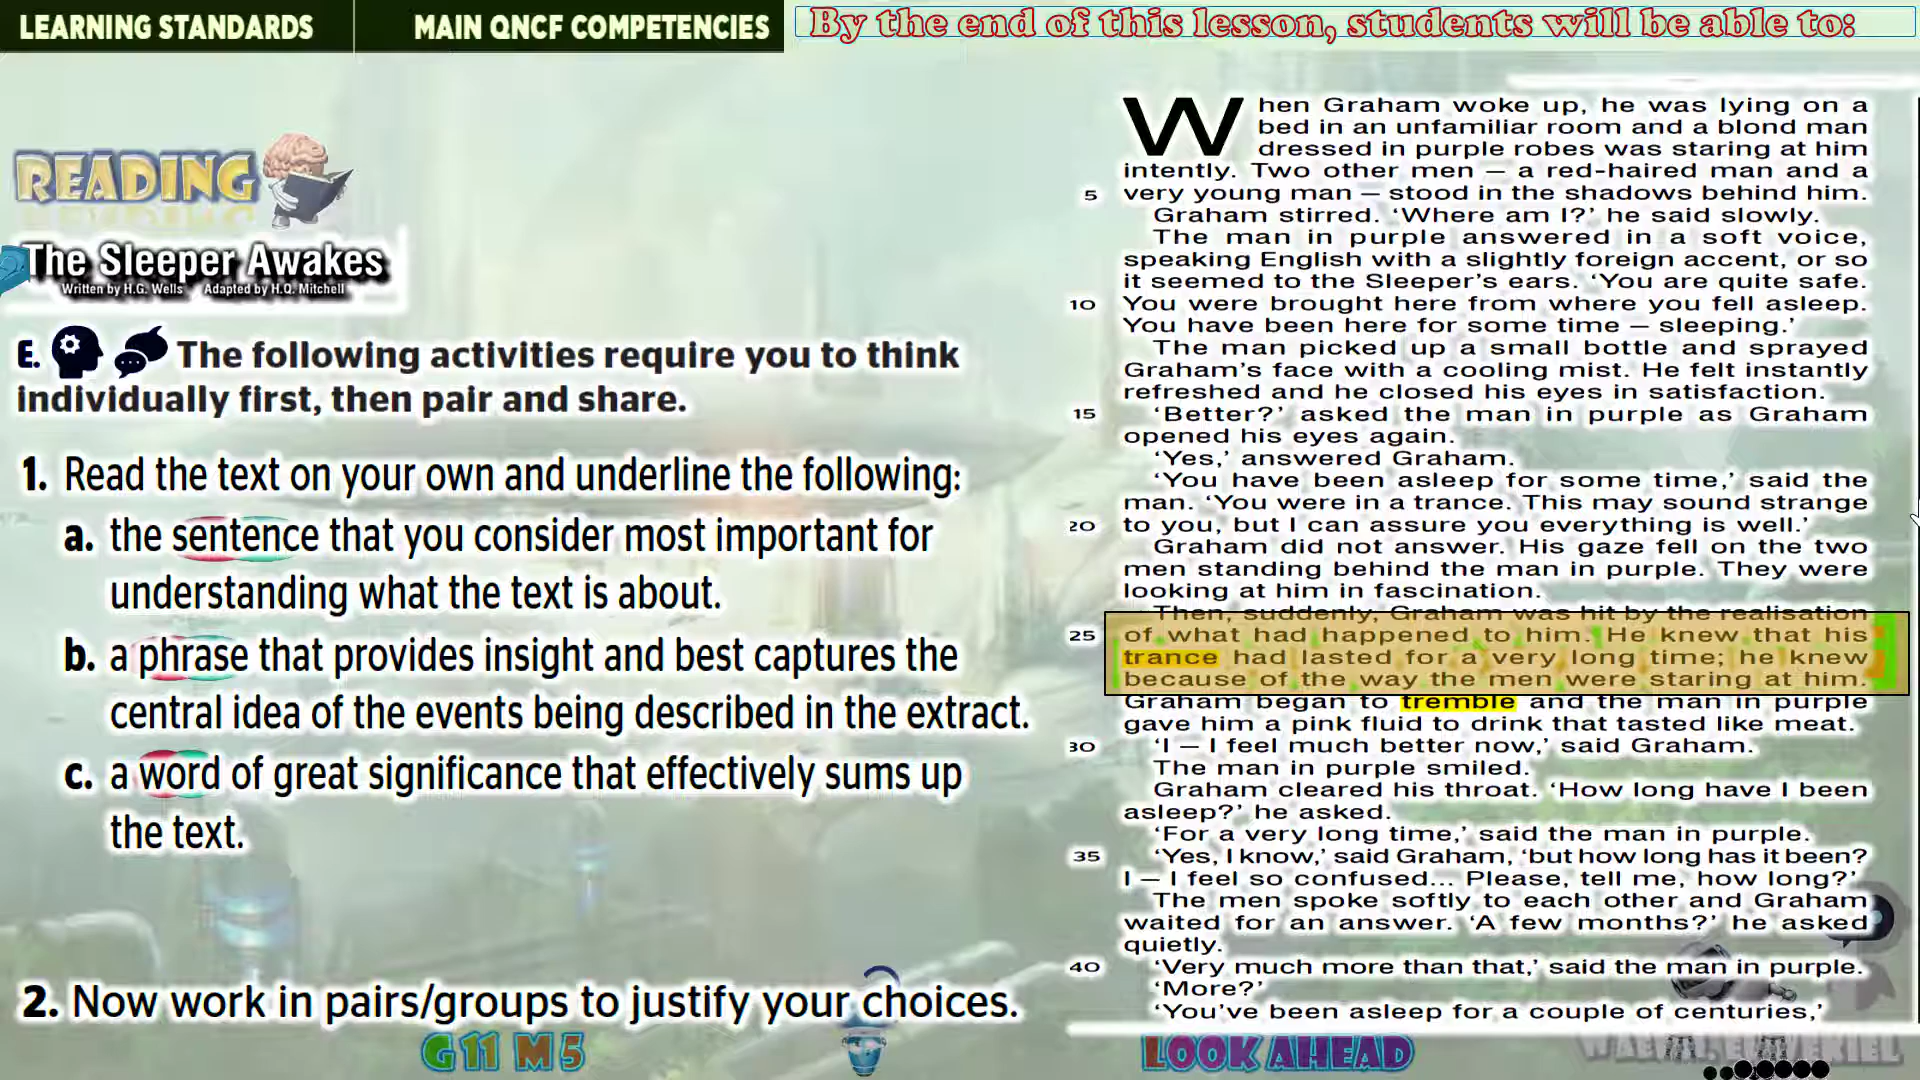 LEARNING STANDARDS
MAIN QNCF COMPETENCIES
By the end of this lesson, students will be able to:
READING
The Sleeper Awakes
Written by H.G. Wells Adapted by H.Q. Mitchell
E. The following activities require you to think
individually first, then pair and share.
1. Read the text on your own and underline the following:
a. the sentence that you consider most important for
understanding what the text is about.
b. a phrase that provides insight and best captures the
central idea of the events being described in the extract.
c. a word of great significance that effectively sums up
the text.
2. Now work in pairs/groups to justify your choices.
G11 M5
When Graham woke up, he was lying on a
bed in an unfamiliar room and a blond man
dressed in purple robes was staring at him
intently. Two other men – a red-haired man and a
5 very young man – stood in the shadows behind him.
Graham stirred. ‘Where am I?’ he said slowly.
The man in purple answered in a soft voice,
speaking English with a slightly foreign accent, or so
it seemed to the Sleeper’s ears. ‘You are quite safe.
10 You were brought here from where you fell asleep.
You have been here for some time – sleeping.’
The man picked up a small bottle and sprayed
Graham’s face with a cooling mist. He felt instantly
refreshed and he closed his eyes in satisfaction.
15 ‘Better?’ asked the man in purple as Graham
opened his eyes again.
‘Yes,’ answered Graham.
‘You have been asleep for some time,’ said the
man. ‘You were in a trance. This may sound strange
20 to you, but I can assure you everything is well.’
Graham did not answer. His gaze fell on the two
men standing behind the man in purple. They were
looking at him in fascination.
Then, suddenly, Graham was hit by the realisation
25 of what had happened to him. He knew that his
trance had lasted for a very long time; he knew
because of the way the men were staring at him.
Graham began to tremble and the man in purple
gave him a pink fluid to drink that tasted like meat.
30 ‘I – I feel much better now,’ said Graham.
The man in purple smiled.
Graham cleared his throat. ‘How long have I been
asleep?’ he asked.
‘For a very long time,’ said the man in purple.
35 ‘Yes, I know,’ said Graham, ‘but how long has it been?
I – I feel so confused... Please, tell me, how long?’
The men spoke softly to each other and Graham
waited for an answer. ‘A few months?’ he asked
quietly.
40 ‘Very much more than that,’ said the man in purple.
‘More?’
‘You’ve been asleep for a couple of centuries,’
LOOK AHEAD